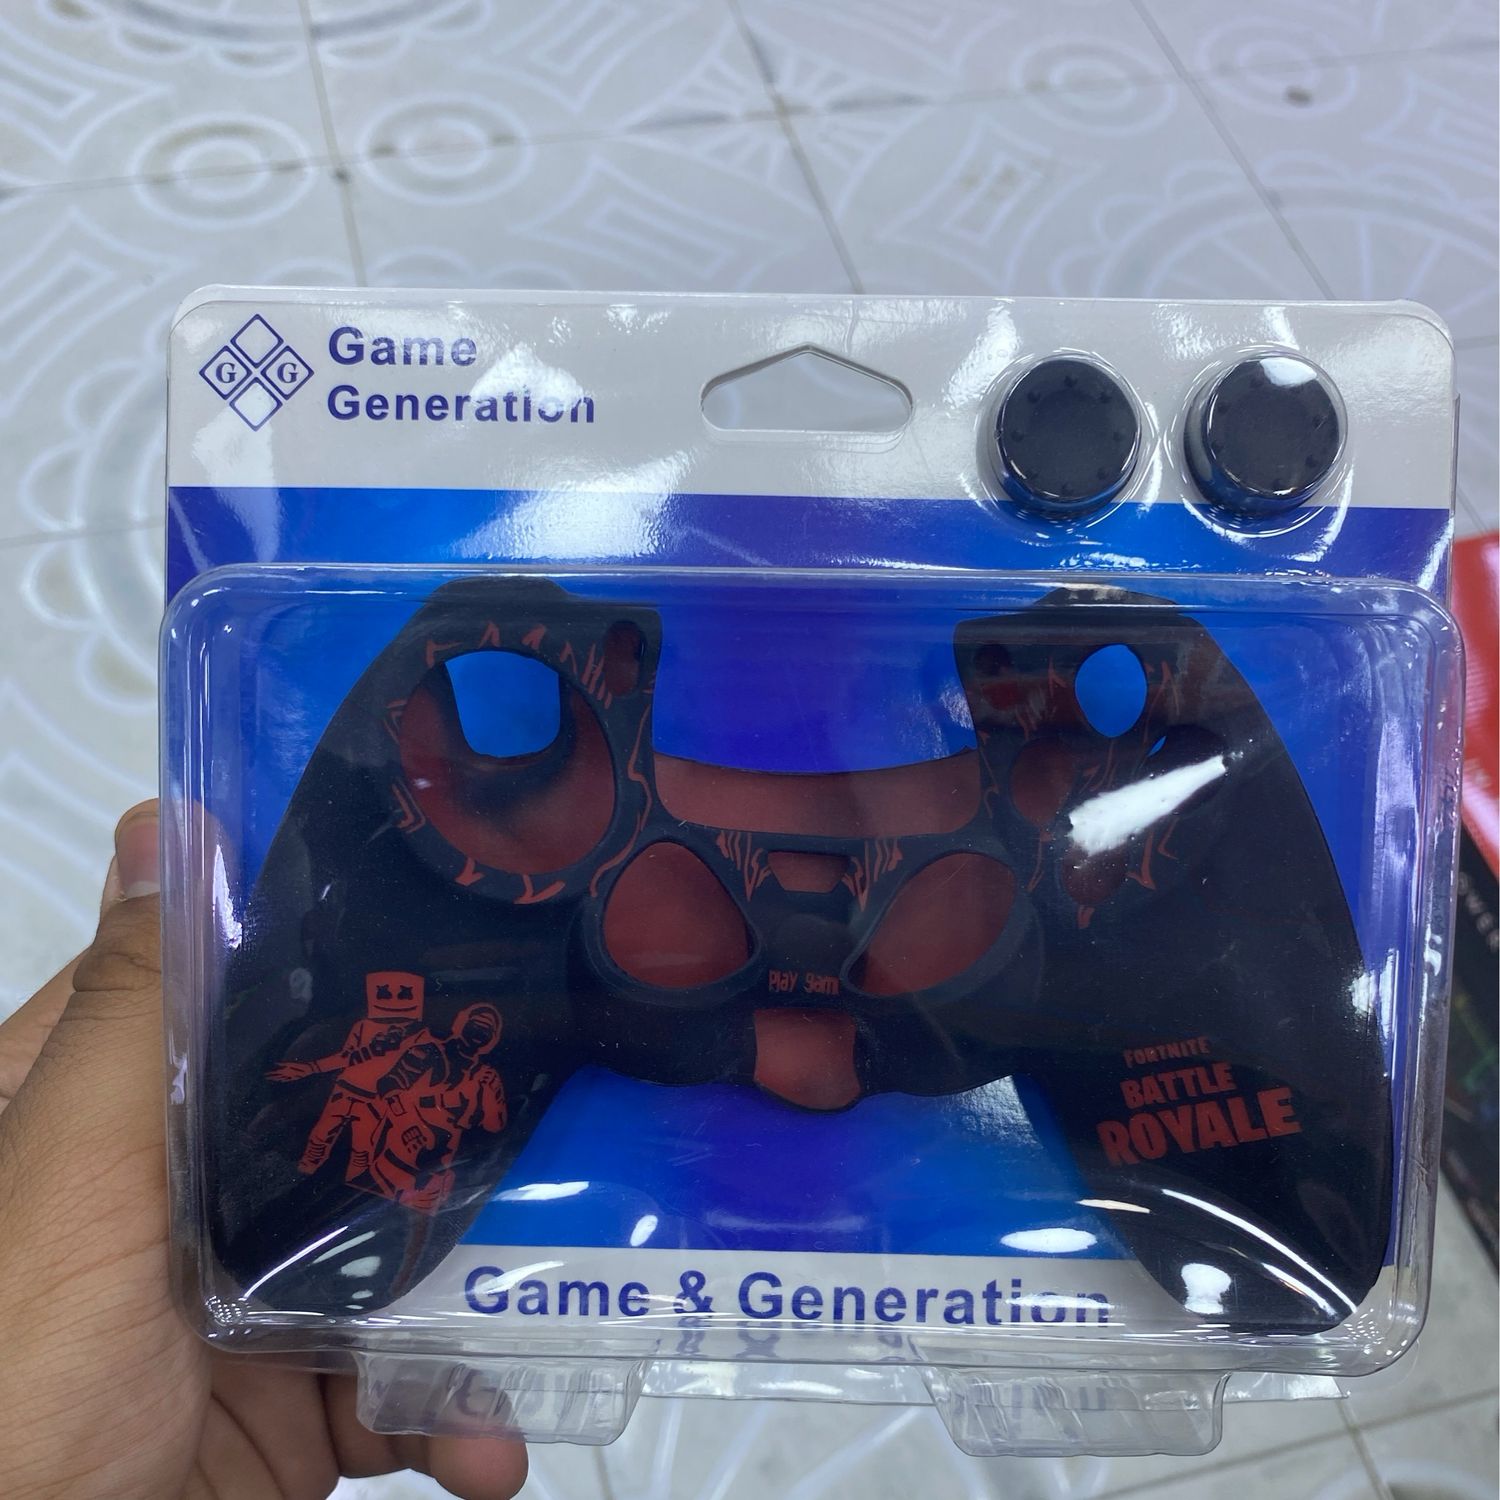 G G
Game
Generation
play gam
FORTNITE
BATTLE
ROYALE
Game & Generation